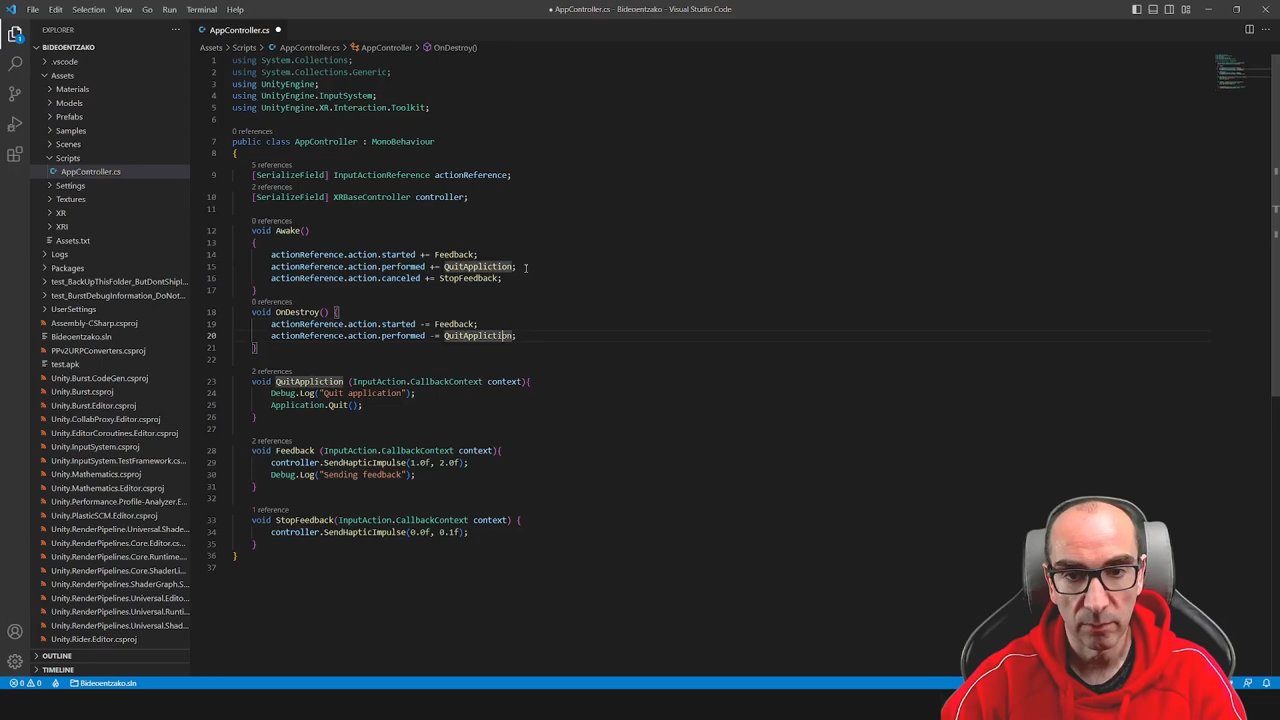 File Edit Selection View Go Run Terminal Help
● AppController.cs - Bideoentzako - Visual Studio Code
EXPLORER
AppController.cs
BIDEOENTZAKO
Assets > Scripts > AppController.cs > AppController > OnDestroy()
.vscode
Assets
Materials
Models
Prefabs
Samples
Scenes
Scripts
AppController.cs
Settings
Textures
XR
XRI
Assets.txt
Logs
Packages
test_BackUpThisFolder_ButDontShipI...
test_BurstDebugInformation_DoNot...
UserSettings
Assembly-CSharp.csproj
Bideoentzako.sln
PPv2URPConverters.csproj
test.apk
Unity.Burst.CodeGen.csproj
Unity.Burst.csproj
Unity.Burst.Editor.csproj
Unity.CollabProxy.Editor.csproj
Unity.EditorCoroutines.Editor.csproj
Unity.InputSystem.csproj
Unity.InputSystem.TestFramework.cs...
Unity.Mathematics.csproj
Unity.Mathematics.Editor.csproj
Unity.Performance.Profile-Analyzer.E...
Unity.PlasticSCM.Editor.csproj
Unity.RenderPipeline.Universal.Shade...
Unity.RenderPipelines.Core.Editor.cs...
Unity.RenderPipelines.Core.Runtime....
Unity.RenderPipelines.Core.ShaderLi...
Unity.RenderPipelines.ShaderGraph.S...
Unity.RenderPipelines.Universal.Edito...
Unity.RenderPipelines.Universal.Runti...
Unity.RenderPipelines.Universal.Shad...
Unity.Rider.Editor.csproj
OUTLINE
TIMELINE
1 using System.Collections;
2 using System.Collections.Generic;
3 using UnityEngine;
4 using UnityEngine.InputSystem;
5 using UnityEngine.XR.Interaction.Toolkit;
6
0 references
7 public class AppController : MonoBehaviour
8 {
5 references
9 [SerializeField] InputActionReference actionReference;
2 references
10 [SerializeField] XRBaseController controller;
11
0 references
12 void Awake()
13 {
14 actionReference.action.started += Feedback;
15 actionReference.action.performed += QuitAppliction;
16 actionReference.action.canceled += StopFeedback;
17 }
0 references
18 void OnDestroy() {
19 actionReference.action.started -= Feedback;
20 actionReference.action.performed -= QuitAppliction;
21 }
22
2 references
23 void QuitAppliction (InputAction.CallbackContext context){
24 Debug.Log("Quit application");
25 Application.Quit();
26 }
27
2 references
28 void Feedback (InputAction.CallbackContext context){
29 controller.SendHapticImpulse(1.0f, 2.0f);
30 Debug.Log("Sending feedback");
31 }
32
1 reference
33 void StopFeedback(InputAction.CallbackContext context) {
34 controller.SendHapticImpulse(0.0f, 0.1f);
35 }
36 }
37
0 0 Bideoentzako.sln